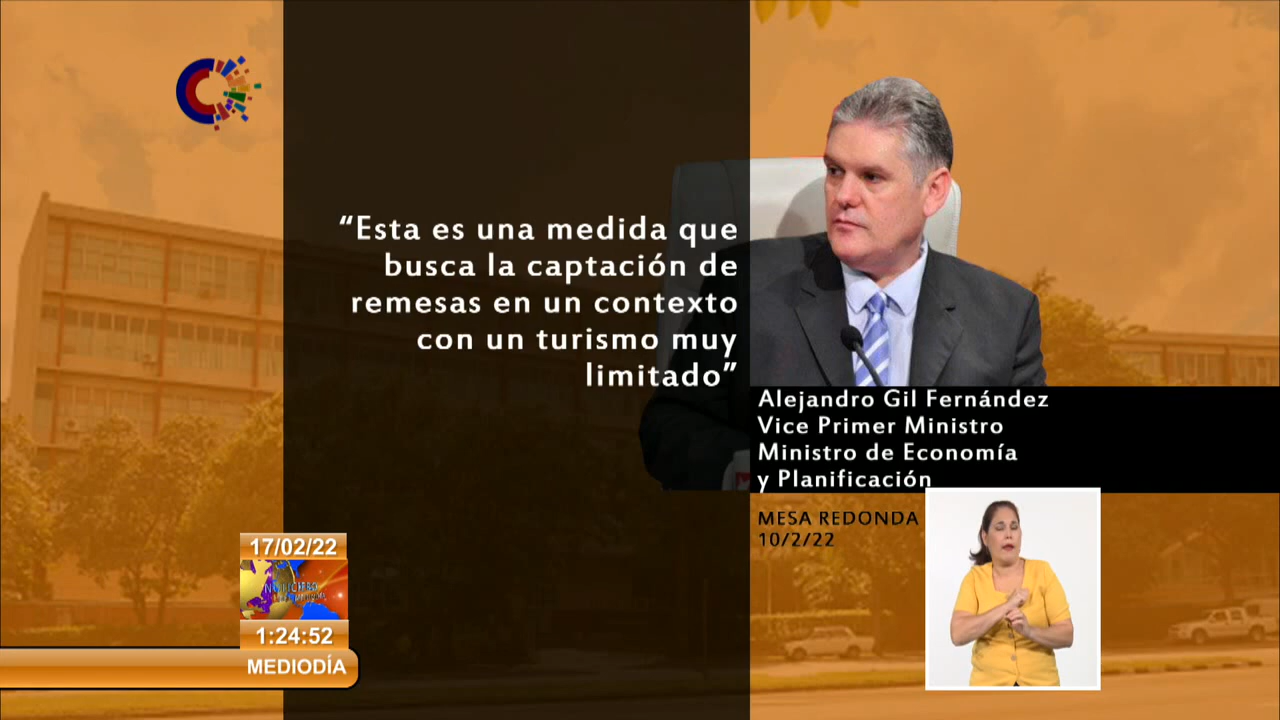 “Esta es una medida que
busca la captación de
remesas en un contexto
con un turismo muy
limitado”
Alejandro Gil Fernández
Vice Primer Ministro
Ministro de Economía
y Planificación
MESA REDONDA
10/2/22
17/02/22
1:24:52
MEDIODÍA